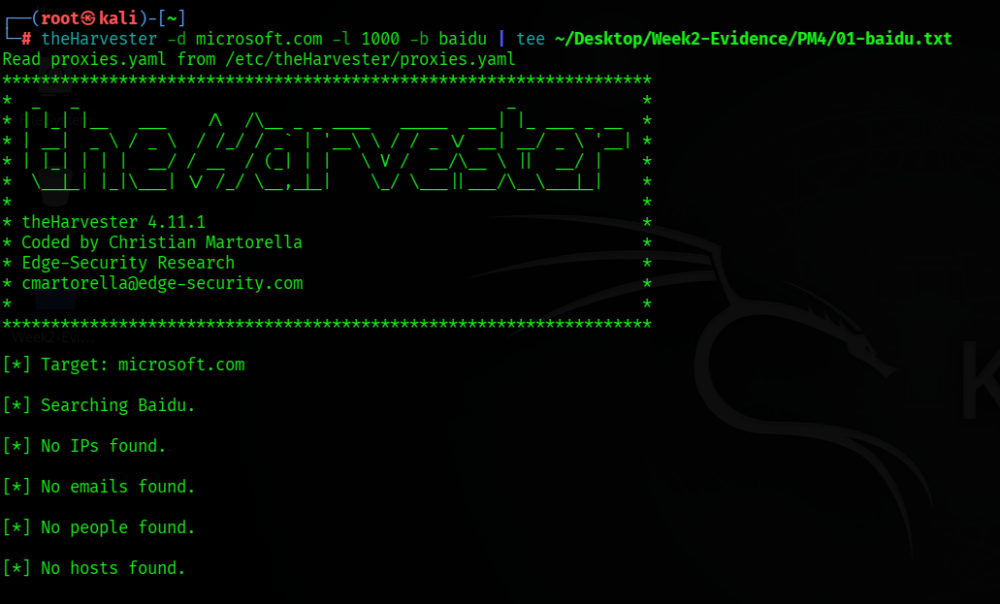 ┌──(root㉿kali)-[~]
└─# theHarvester -d microsoft.com -l 1000 -b baidu | tee ~/Desktop/Week2-Evidence/PM4/01-baidu.txt
Read proxies.yaml from /etc/theHarvester/proxies.yaml
*******************************************************************
*  _   _                                            _             *
* | |_| |__   ___    /\  /\__ _ _ ____   _____  ___| |_ ___ _ __  *
* | __|  _ \ / _ \  / /_/ / _` | '__\ \ / / _ \/ __| __/ _ \ '__| *
* | |_| | | |  __/ / __  / (_| | |   \ V /  __/\__ \ ||  __/ |    *
*  \__|_| |_|\___| \/ /_/ \__,_|_|    \_/ \___||___/\__\___|_|    *
*                                                                 *
* theHarvester 4.11.1                                             *
* Coded by Christian Martorella                                   *
* Edge-Security Research                                          *
* cmartorella@edge-security.com                                   *
*                                                                 *
*******************************************************************
Week2-Evi...
[*] Target: microsoft.com
[*] Searching Baidu.
[*] No IPs found.
[*] No emails found.
[*] No people found.
[*] No hosts found.
K